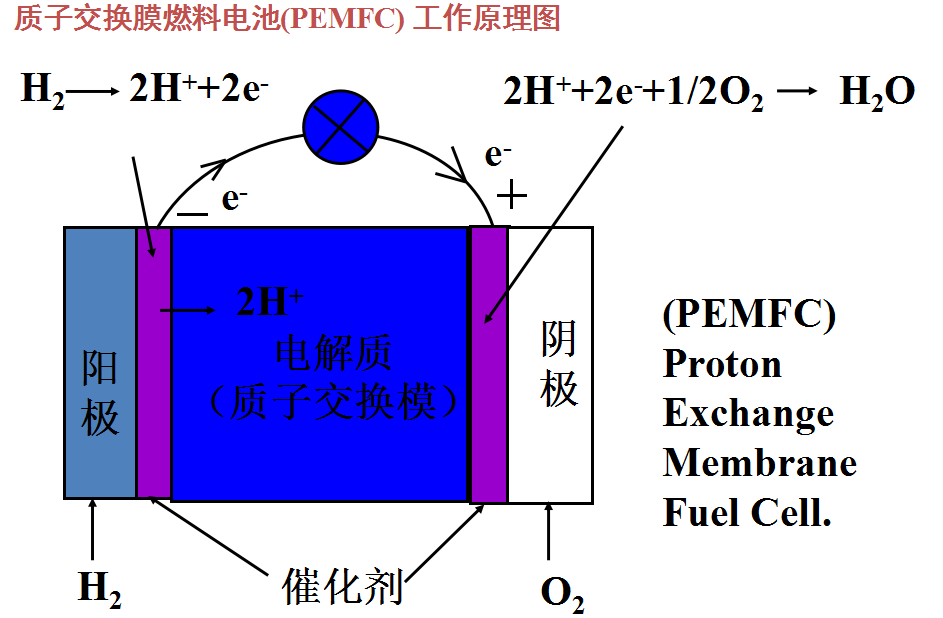 质子交换膜燃料电池(PEMFC) 工作原理图
H₂→2H⁺+2e⁻
2H⁺+2e⁻+1/2O₂ → H₂O
e⁻
− e⁻
+
2H⁺
电解质
（质子交换模）
阳极
阴极
(PEMFC)
Proton
Exchange
Membrane
Fuel Cell.
H₂
催化剂
O₂